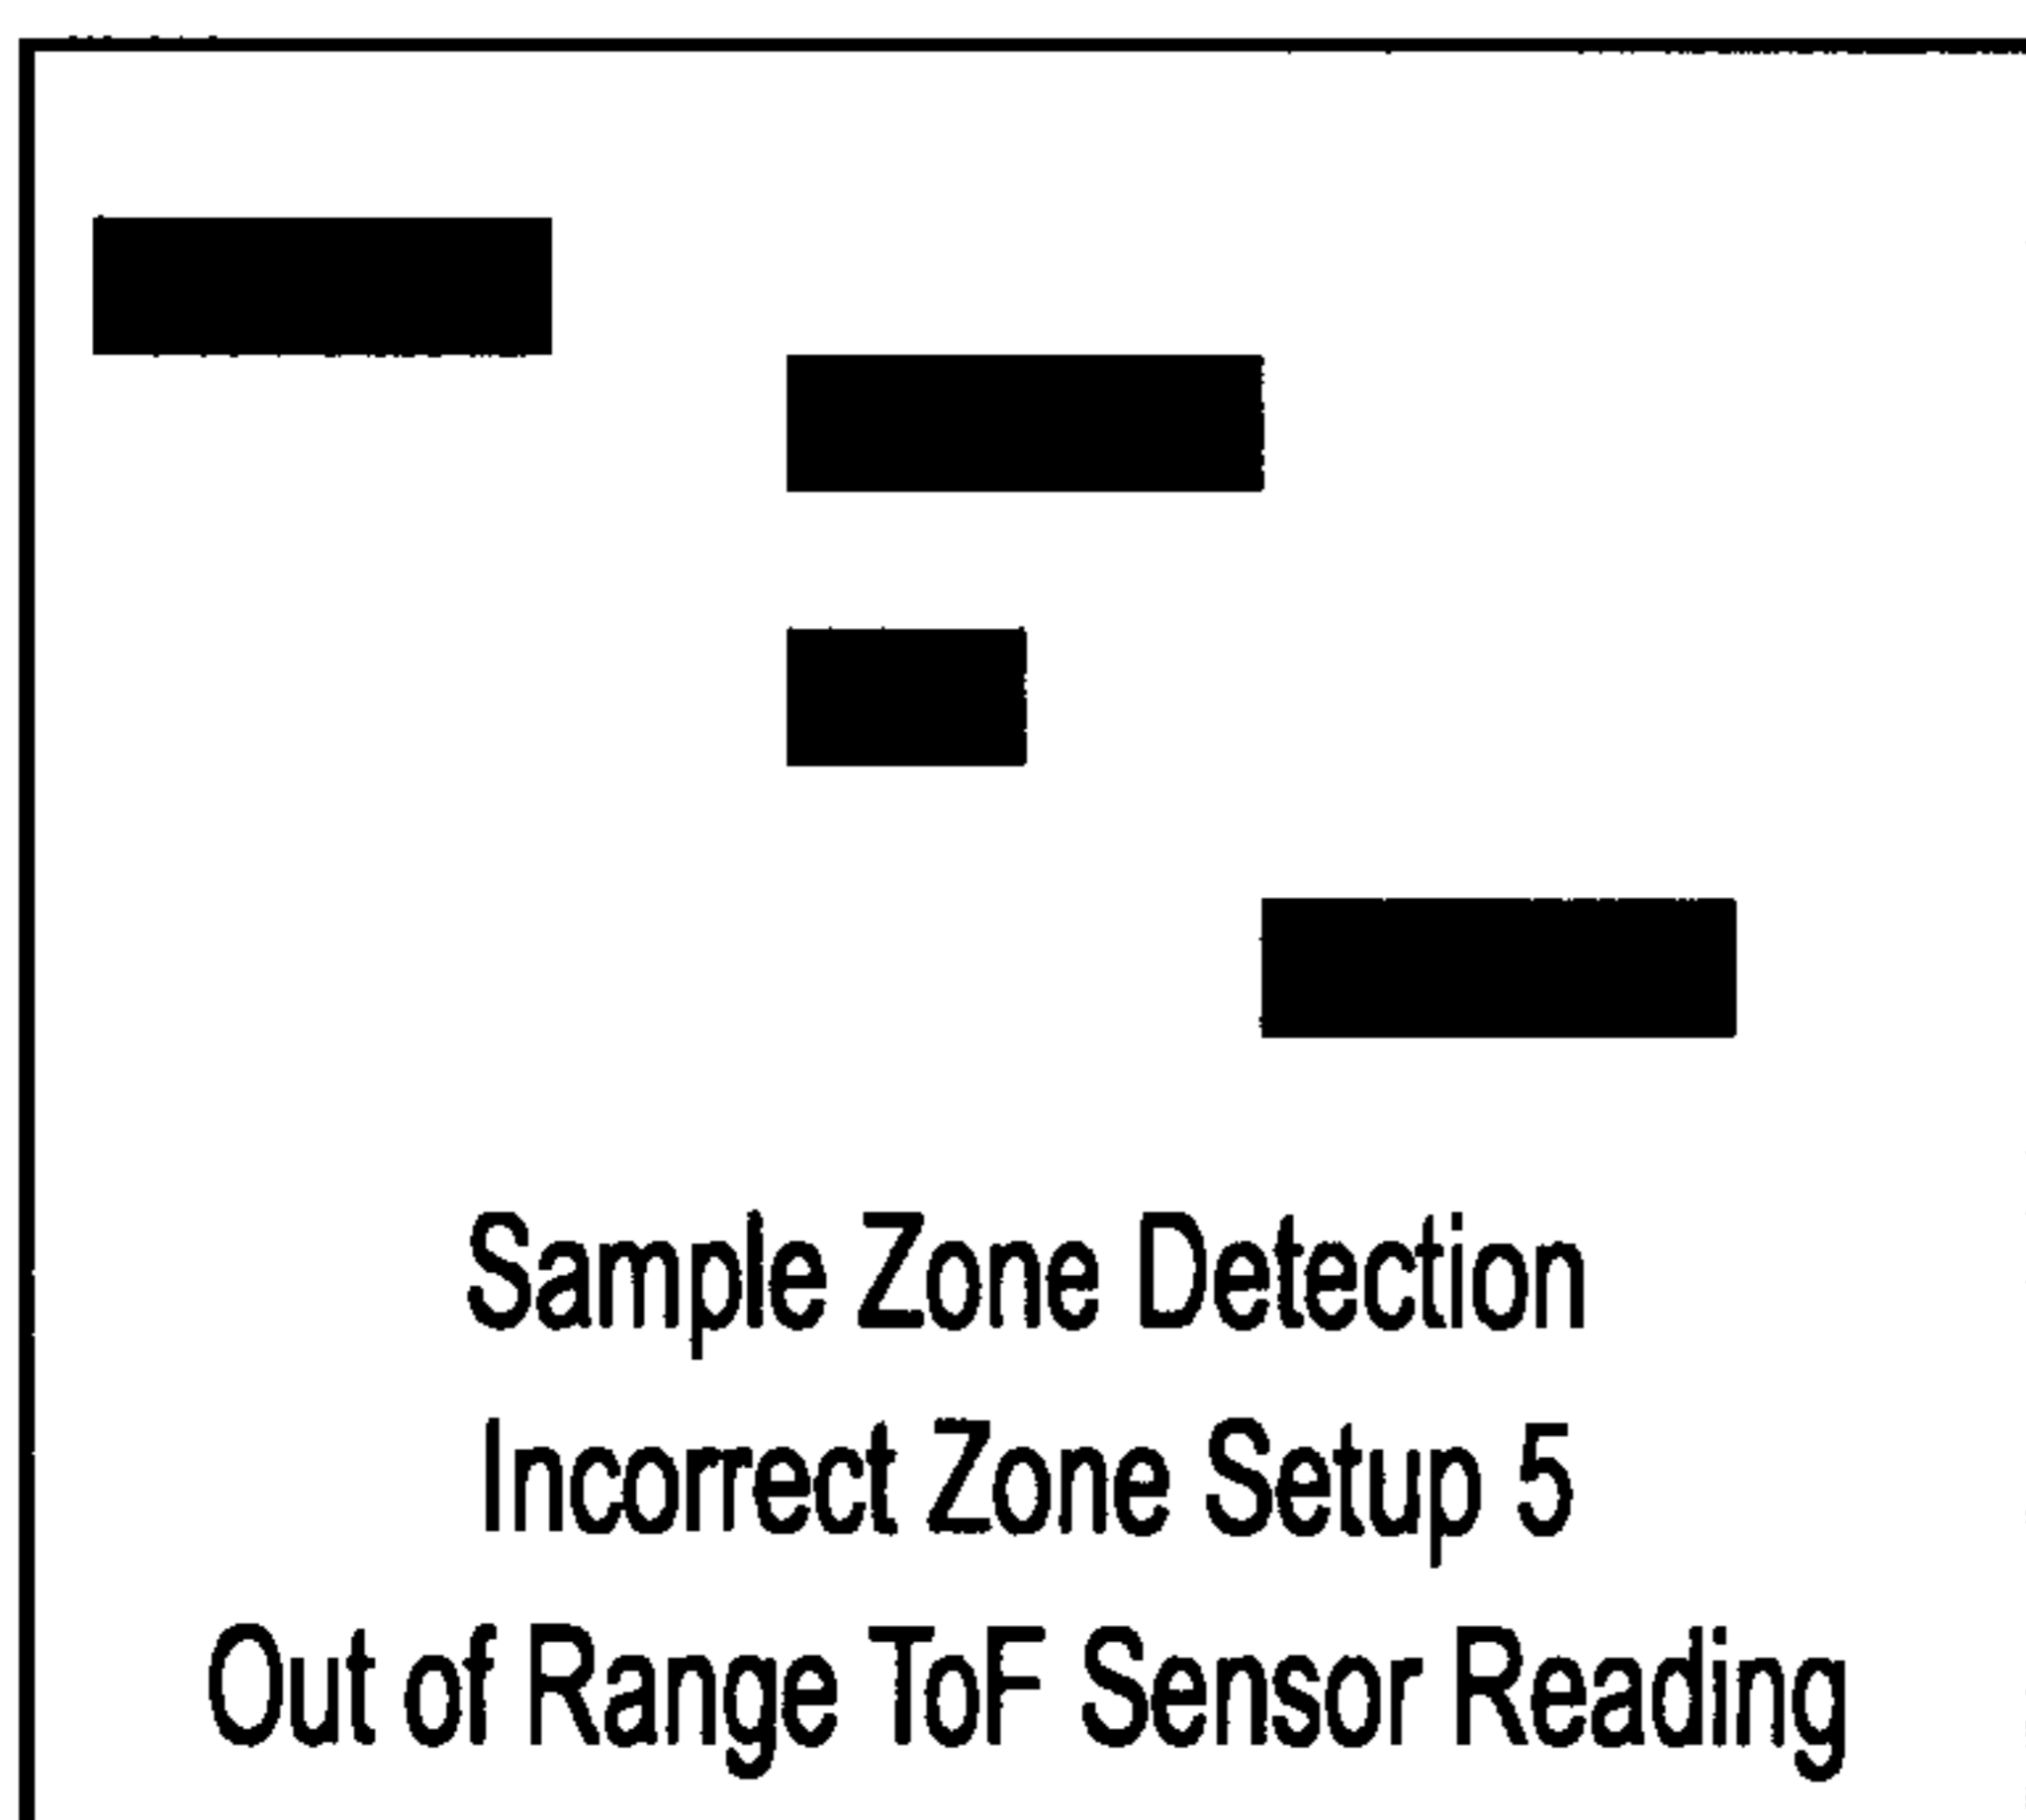 Sample Zone Detection
Incorrect Zone Setup 5
Out of Range ToF Sensor Reading